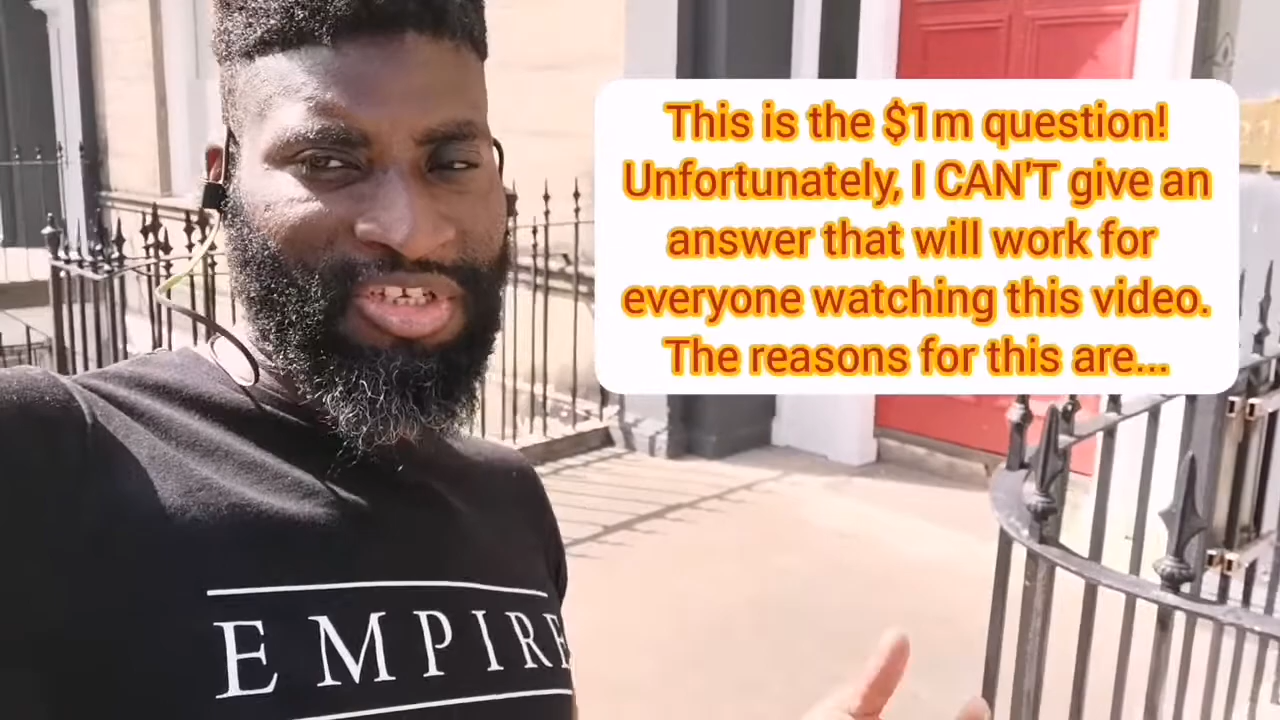 This is the $1m question!
Unfortunately, I CAN'T give an
answer that will work for
everyone watching this video.
The reasons for this are...
EMPIRE